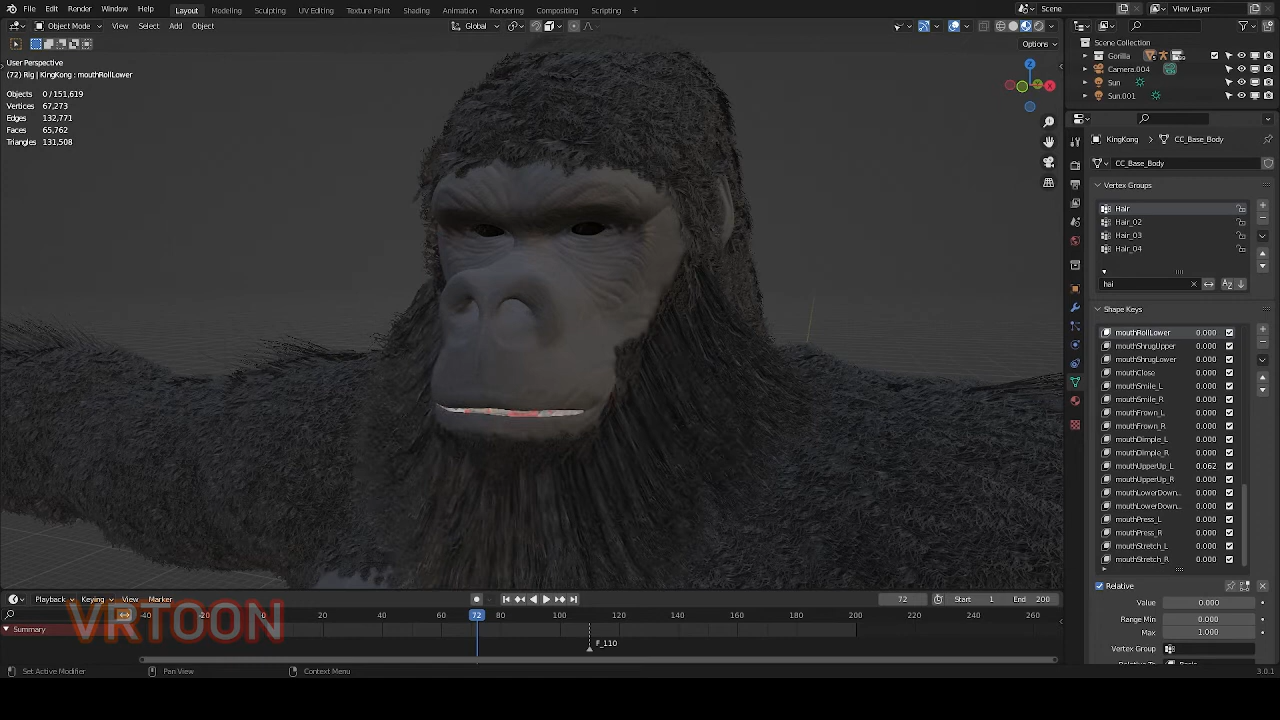 File Edit Render Window Help Layout Modeling Sculpting UV Editing Texture Paint Shading Animation Rendering Compositing Scripting + Scene View Layer
Object Mode View Select Add Object Global
Options
User Perspective
(72) Rig | KingKong : mouthRollLower
Objects 0/151,619
Vertices 67,273
Edges 132,771
Faces 65,762
Triangles 131,508
Z
X
Scene Collection
Gorilla
Camera.004
Sun
Sun.001
KingKong > CC_Base_Body
CC_Base_Body
Vertex Groups
Hair
Hair_02
Hair_03
Hair_04
hai
Shape Keys
mouthRollLower 0.000
mouthShrugUpper 0.000
mouthShrugLower 0.000
mouthClose 0.000
mouthSmile_L 0.000
mouthSmile_R 0.000
mouthFrown_L 0.000
mouthFrown_R 0.000
mouthDimple_L 0.000
mouthDimple_R 0.000
mouthUpperUp_L 0.062
mouthUpperUp_R 0.000
mouthLowerDown... 0.000
mouthLowerDown... 0.000
mouthPress_L 0.000
mouthPress_R 0.000
mouthStretch_L 0.000
mouthStretch_R 0.000
Relative
Value 0.000
Range Min 0.000
Max 1.000
Vertex Group
Playback Keying View Marker 72 Start 1 End 200
-40 -20 0 20 40 60 72 80 100 120 140 160 180 200
Summary
F_110
VRTOON
Set Active Modifier Pan View Context Menu 3.0.1